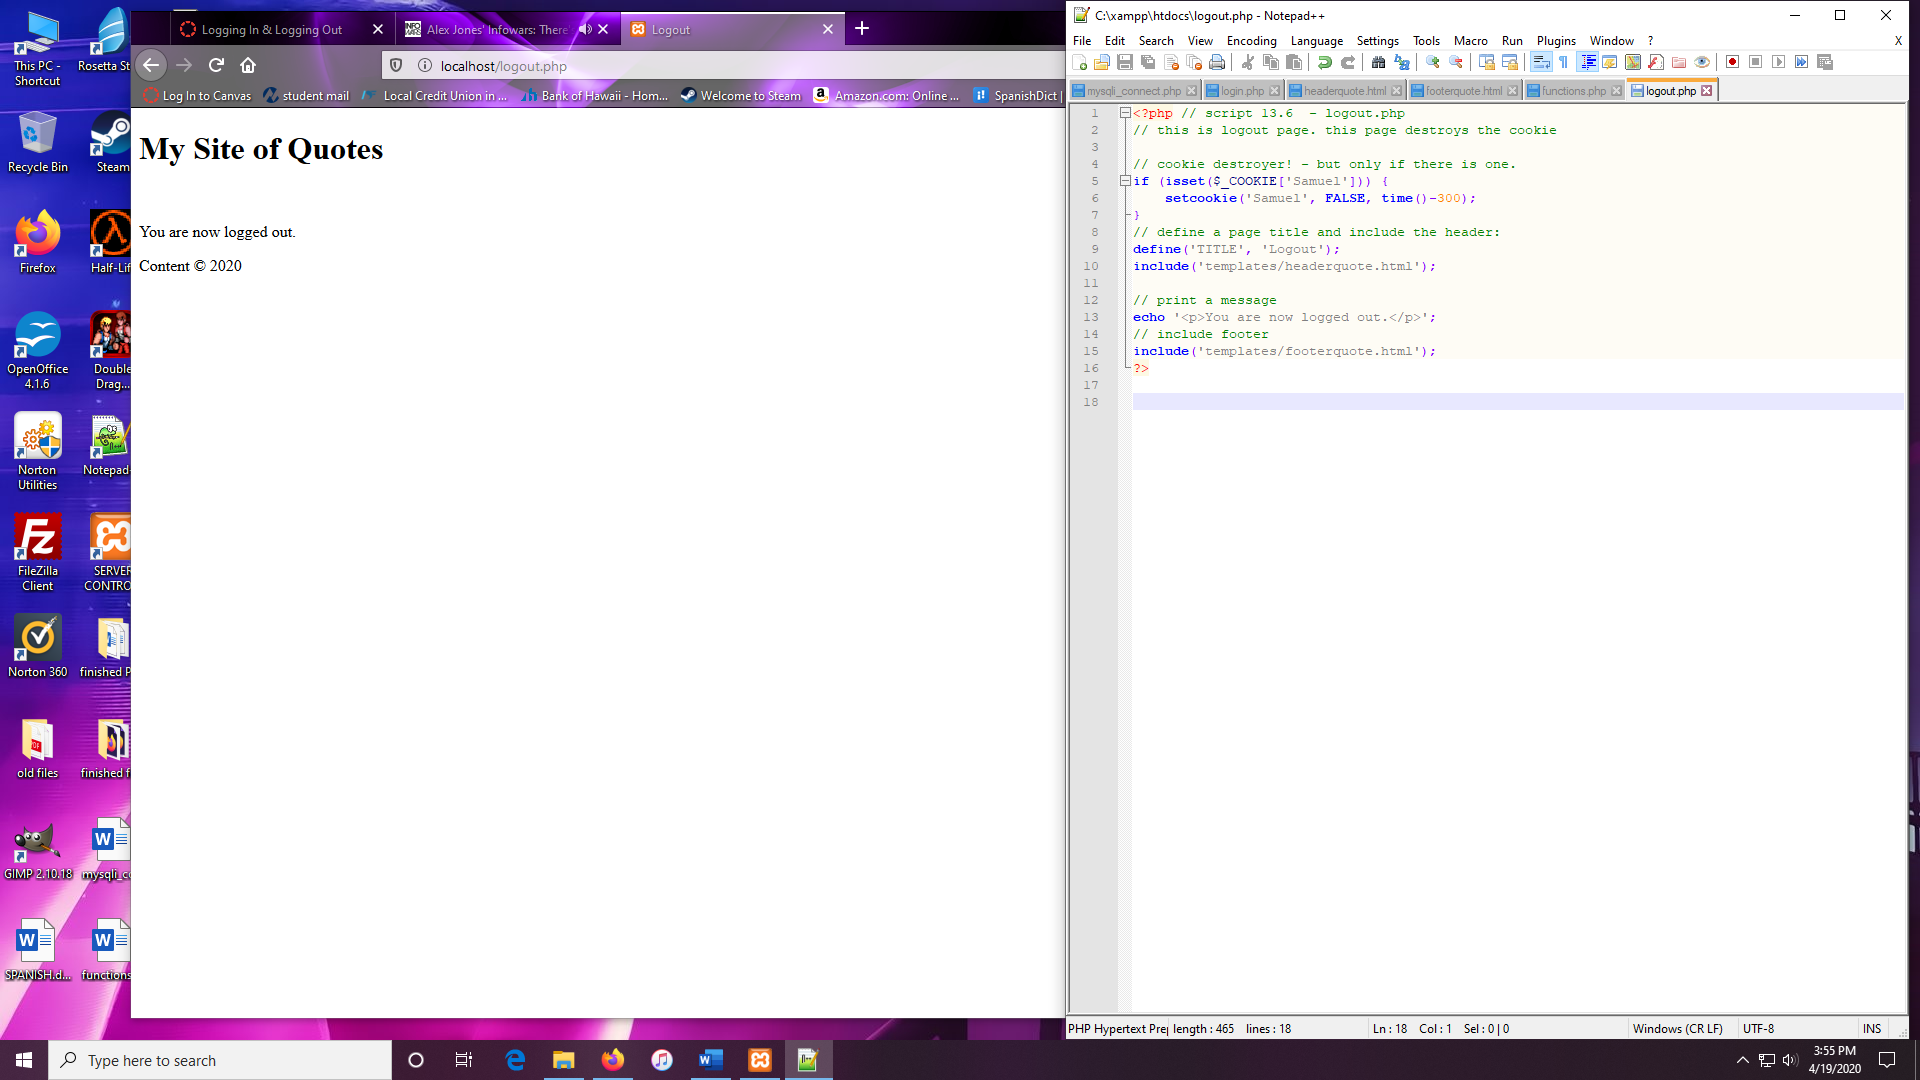 This PC -
Shortcut
Rosetta St
Recycle Bin
Steam
Firefox
Half-Lif
OpenOffice
4.1.6
Double
Drag...
Norton
Utilities
Notepad
FileZilla
Client
SERVER
CONTRO
Norton 360
finished P
old files
finished f
GIMP 2.10.18
mysqli_co
SPANISH.d...
functions
Logging In & Logging Out
Alex Jones' Infowars: There'
Logout
localhost/logout.php
Log In to Canvas
student mail
Local Credit Union in ...
Bank of Hawaii - Hom...
Welcome to Steam
Amazon.com: Online ...
SpanishDict |
My Site of Quotes
You are now logged out.
Content © 2020
C:\xampp\htdocs\logout.php - Notepad++
File Edit Search View Encoding Language Settings Tools Macro Run Plugins Window ? X
mysqli_connect.php login.php headerquote.html footerquote.html functions.php logout.php
1 <?php // script 13.6  - logout.php
2 // this is logout page. this page destroys the cookie
3
4 // cookie destroyer! - but only if there is one.
5 if (isset($_COOKIE['Samuel'])) {
6     setcookie('Samuel', FALSE, time()-300);
7 }
8 // define a page title and include the header:
9 define('TITLE', 'Logout');
10 include('templates/headerquote.html');
11
12 // print a message
13 echo '<p>You are now logged out.</p>';
14 // include footer
15 include('templates/footerquote.html');
16 ?>
17
18
PHP Hypertext Prep length : 465 lines : 18 Ln : 18 Col : 1 Sel : 0 | 0 Windows (CR LF) UTF-8 INS
Type here to search
3:55 PM
4/19/2020